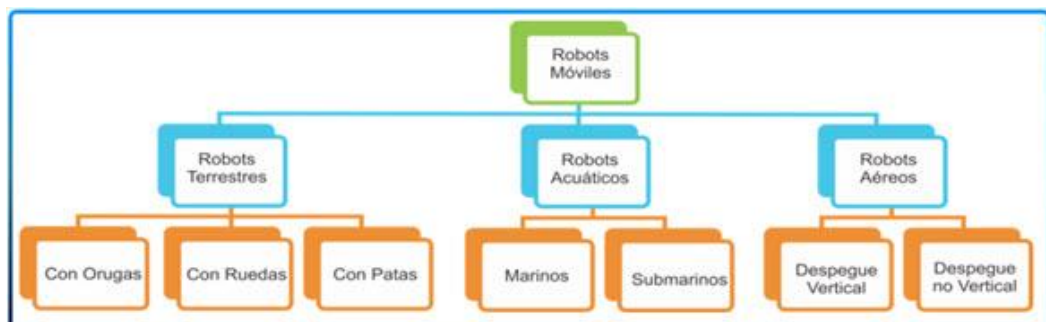 Robots
Móviles
Robots
Terrestres
Robots
Acuáticos
Robots
Aéreos
Con Orugas
Con Ruedas
Con Patas
Marinos
Submarinos
Despegue
Vertical
Despegue
no Vertical